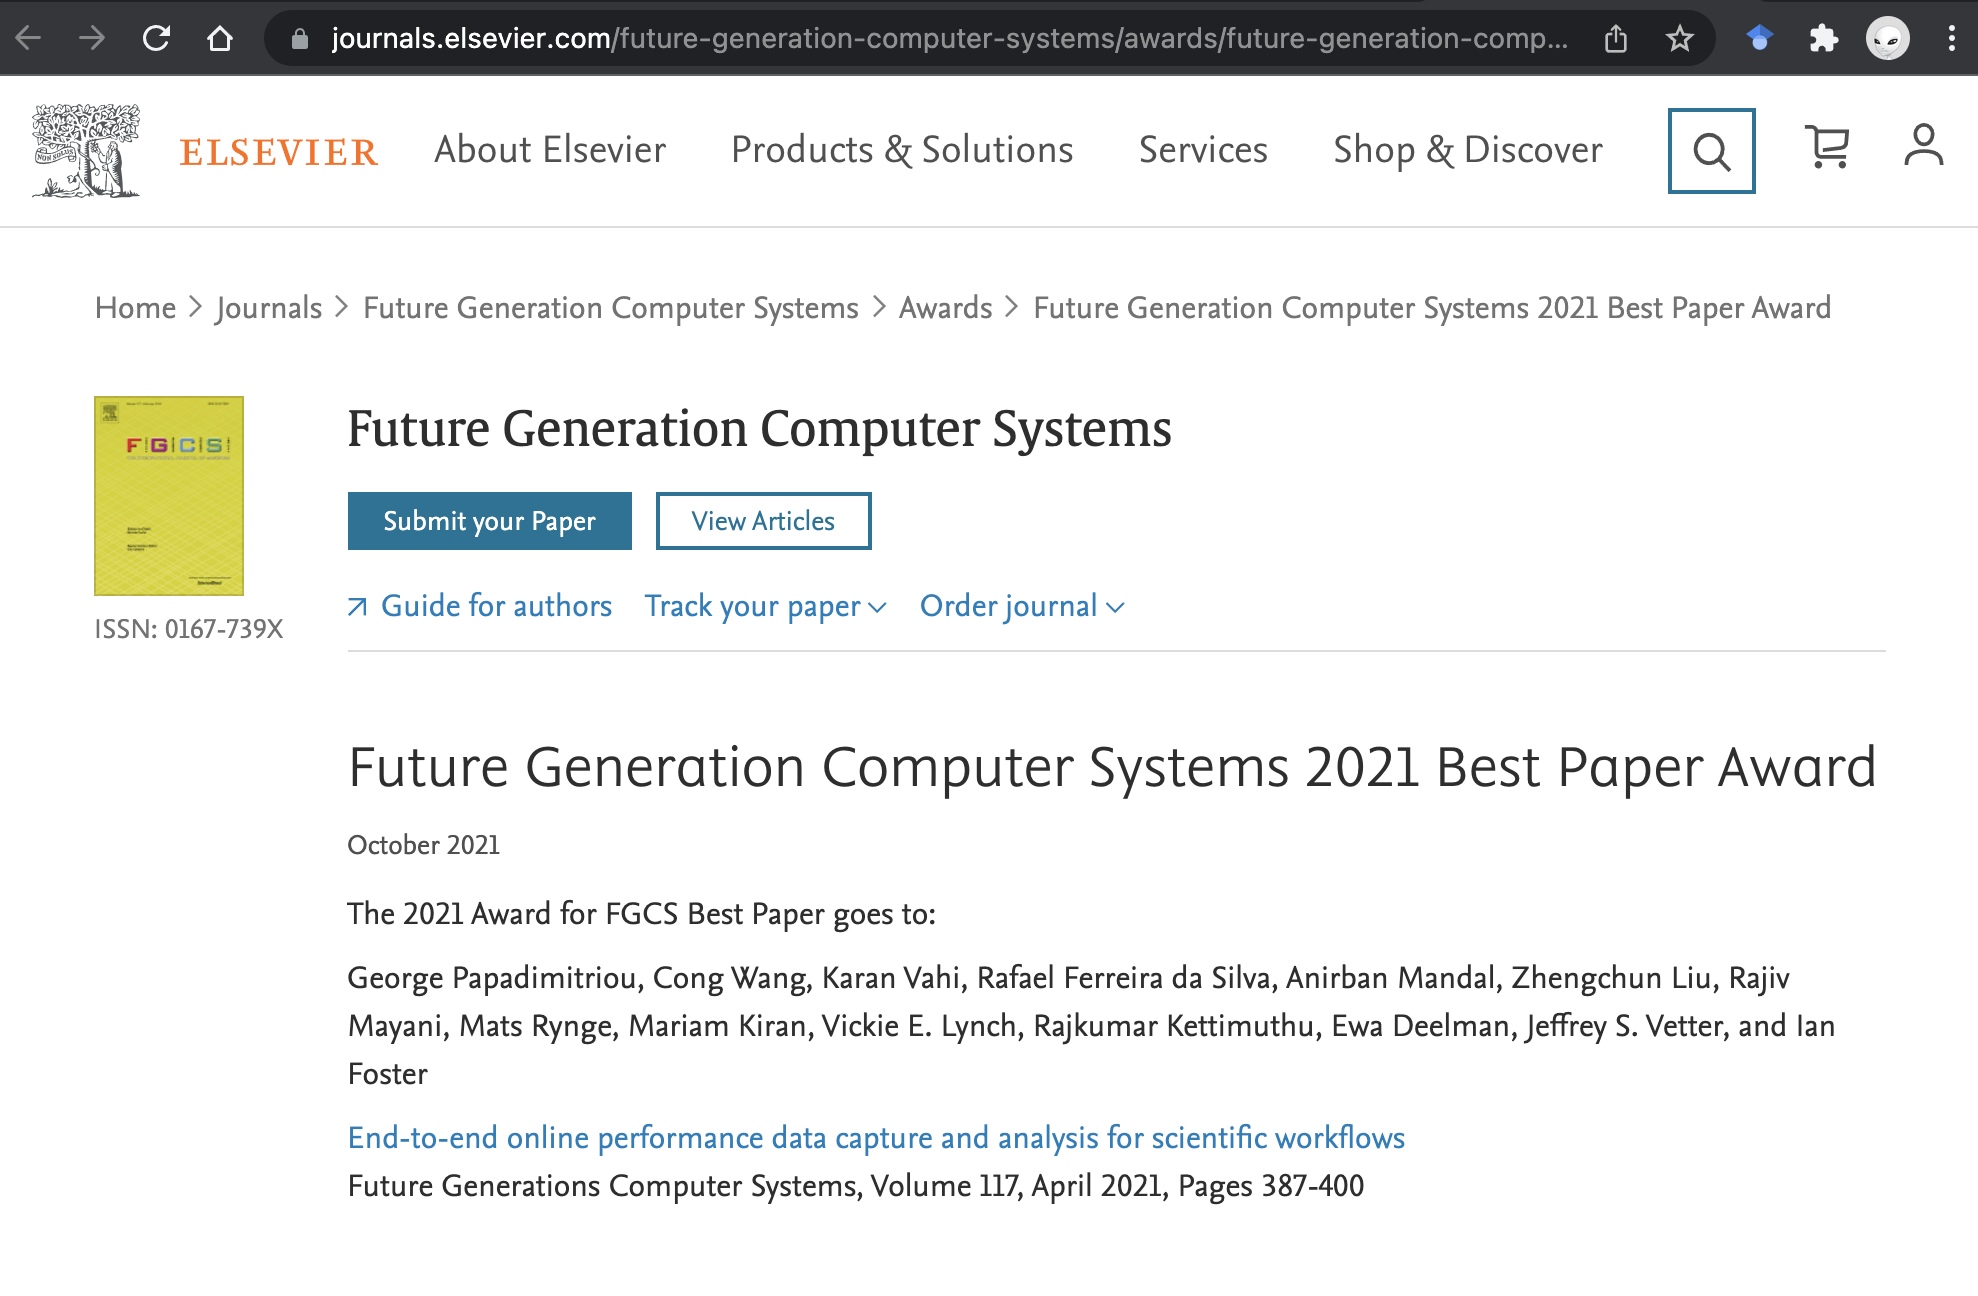 journals.elsevier.com/future-generation-computer-systems/awards/future-generation-comp...
NON SOLUS
ELSEVIER
About Elsevier
Products & Solutions
Services
Shop & Discover
Home > Journals > Future Generation Computer Systems > Awards > Future Generation Computer Systems 2021 Best Paper Award
FGCS
ISSN: 0167-739X
Future Generation Computer Systems
Submit your Paper
View Articles
Guide for authors
Track your paper
Order journal
Future Generation Computer Systems 2021 Best Paper Award
October 2021
The 2021 Award for FGCS Best Paper goes to:
George Papadimitriou, Cong Wang, Karan Vahi, Rafael Ferreira da Silva, Anirban Mandal, Zhengchun Liu, Rajiv
Mayani, Mats Rynge, Mariam Kiran, Vickie E. Lynch, Rajkumar Kettimuthu, Ewa Deelman, Jeffrey S. Vetter, and Ian
Foster
End-to-end online performance data capture and analysis for scientific workflows
Future Generations Computer Systems, Volume 117, April 2021, Pages 387-400